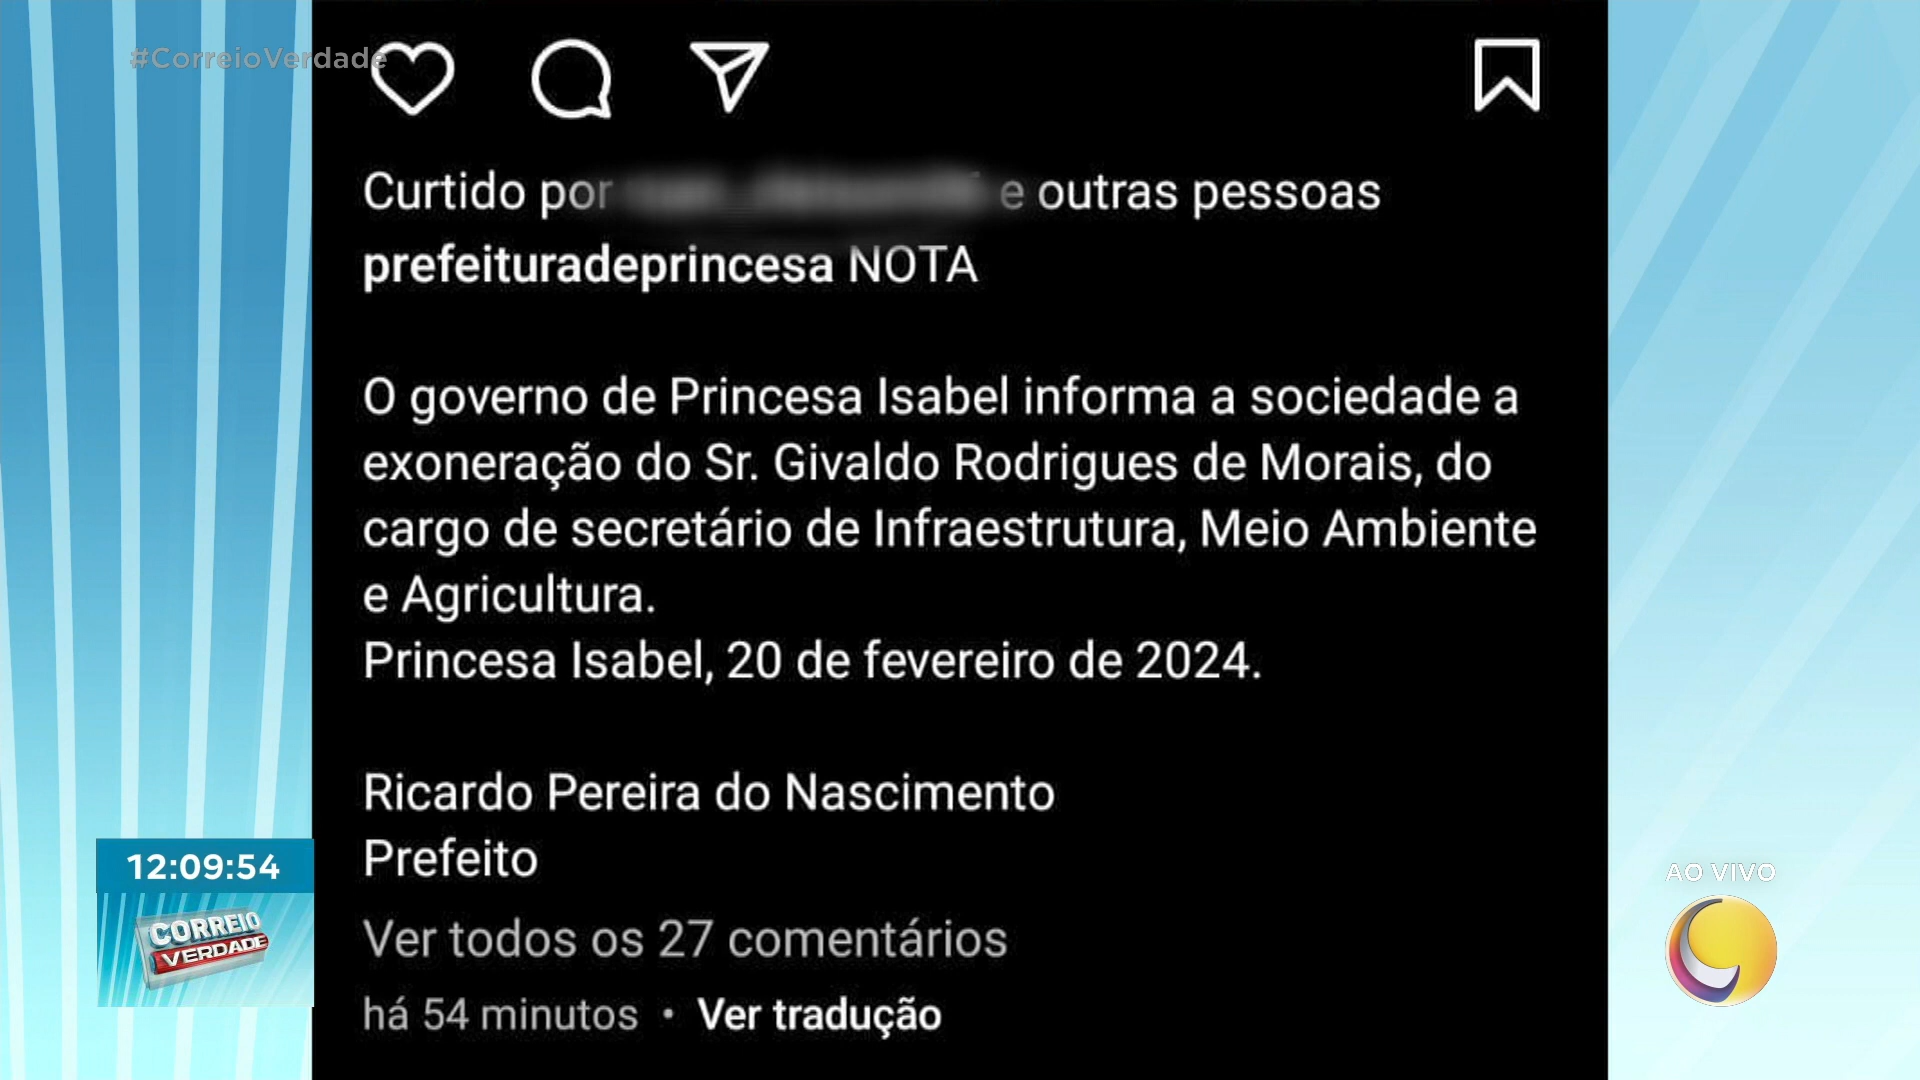 #CorreioVerdade
Curtido por e outras pessoas
prefeituradeprincesa NOTA
O governo de Princesa Isabel informa a sociedade a
exoneração do Sr. Givaldo Rodrigues de Morais, do
cargo de secretário de Infraestrutura, Meio Ambiente
e Agricultura.
Princesa Isabel, 20 de fevereiro de 2024.
Ricardo Pereira do Nascimento
Prefeito
Ver todos os 27 comentários
há 54 minutos • Ver tradução
12:09:54
CORREIO
VERDADE
AO VIVO